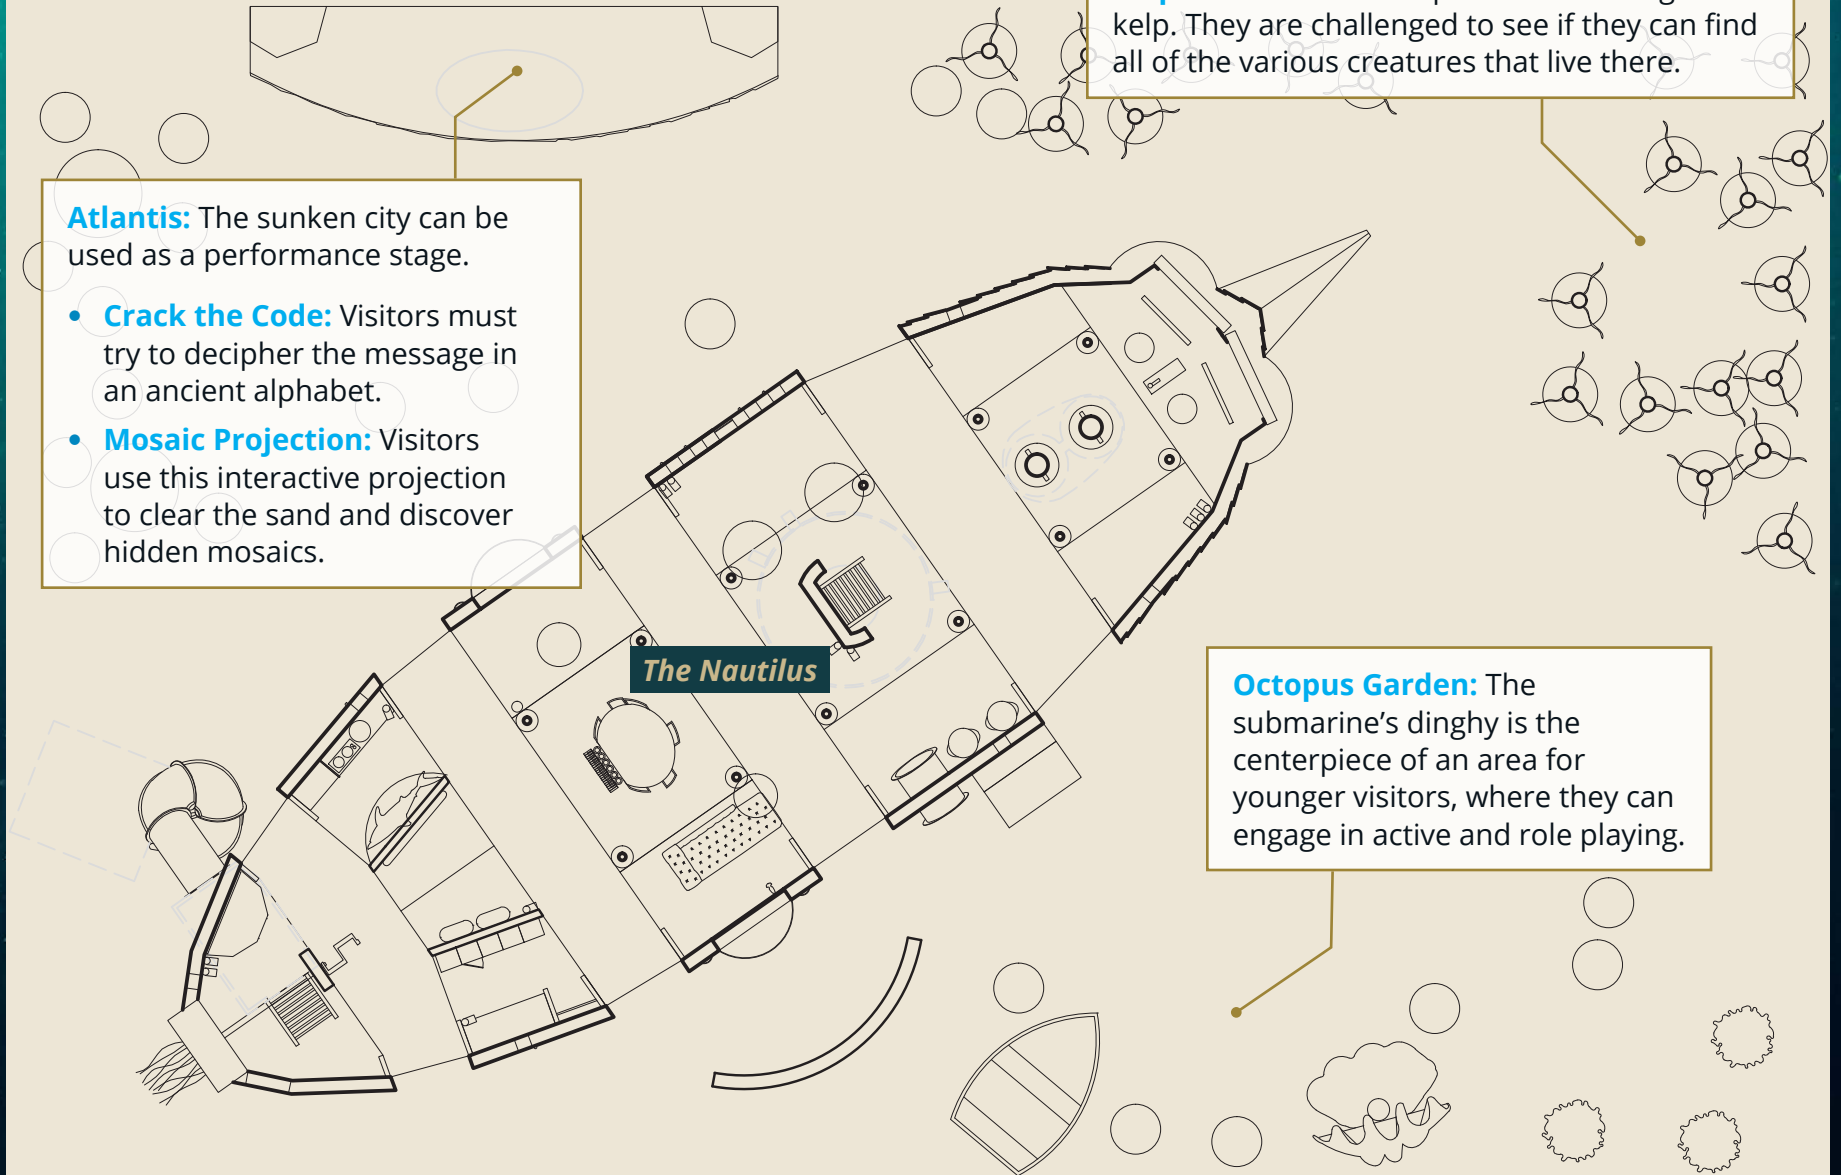 kelp. They are challenged to see if they can find
all of the various creatures that live there.
Atlantis: The sunken city can be
used as a performance stage.
• Crack the Code: Visitors must
try to decipher the message in
an ancient alphabet.
• Mosaic Projection: Visitors
use this interactive projection
to clear the sand and discover
hidden mosaics.
The Nautilus
Octopus Garden: The
submarine’s dinghy is the
centerpiece of an area for
younger visitors, where they can
engage in active and role playing.